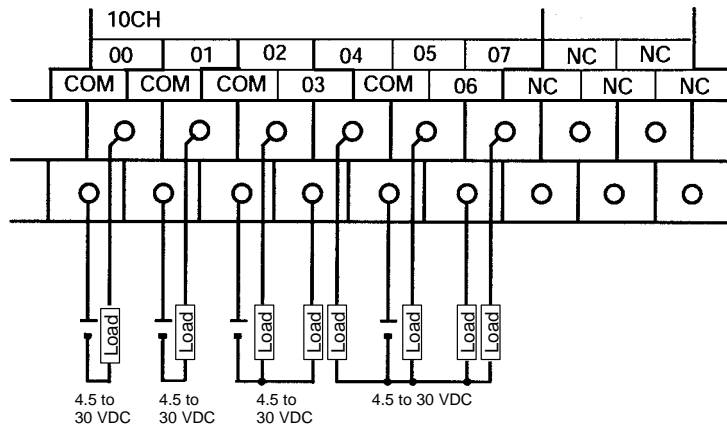 10CH
00 01 02 04 05 07 NC NC
COM COM COM 03 COM 06 NC NC NC
Load Load Load Load Load Load Load Load
4.5 to 4.5 to 4.5 to 4.5 to 30 VDC
30 VDC 30 VDC 30 VDC